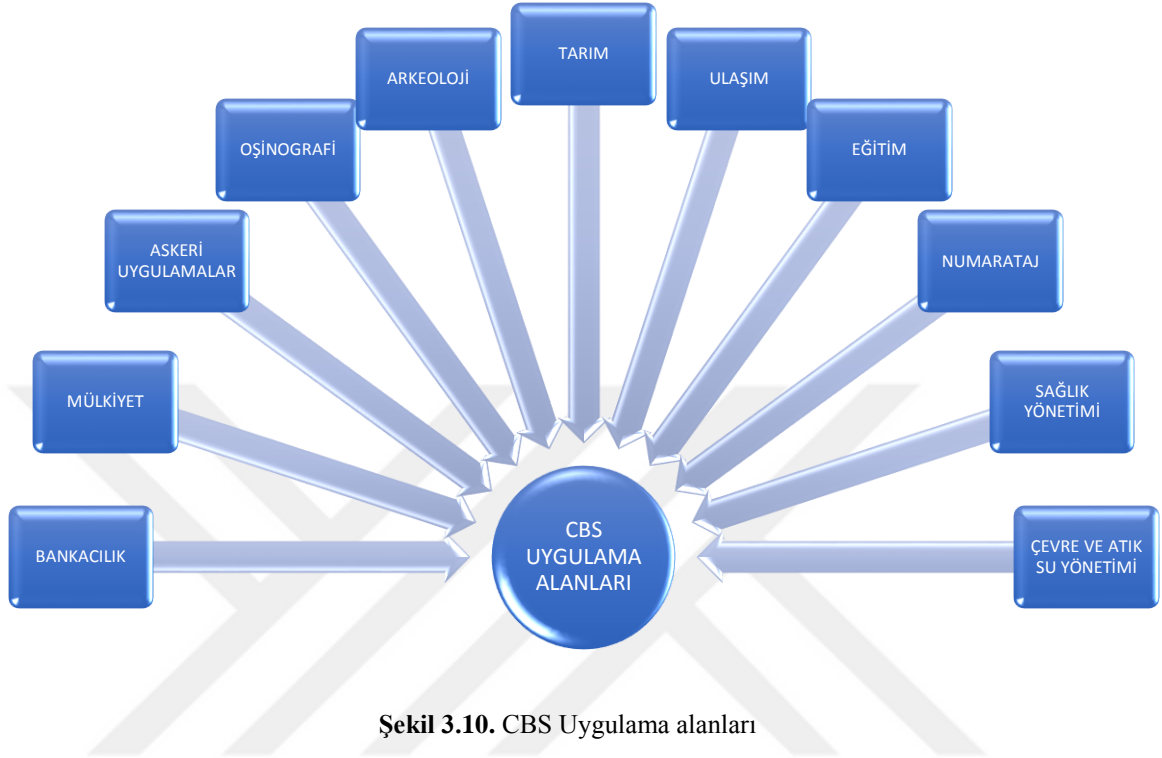 TARIM
ARKEOLOJİ
ULAŞIM
OŞİNOGRAFİ
EĞİTİM
ASKERİ
UYGULAMALAR
NUMARATAJ
MÜLKİYET
SAĞLIK
YÖNETİMİ
BANKACILIK
CBS
UYGULAMA
ALANLARI
ÇEVRE VE ATIK
SU YÖNETİMİ
Şekil 3.10. CBS Uygulama alanları